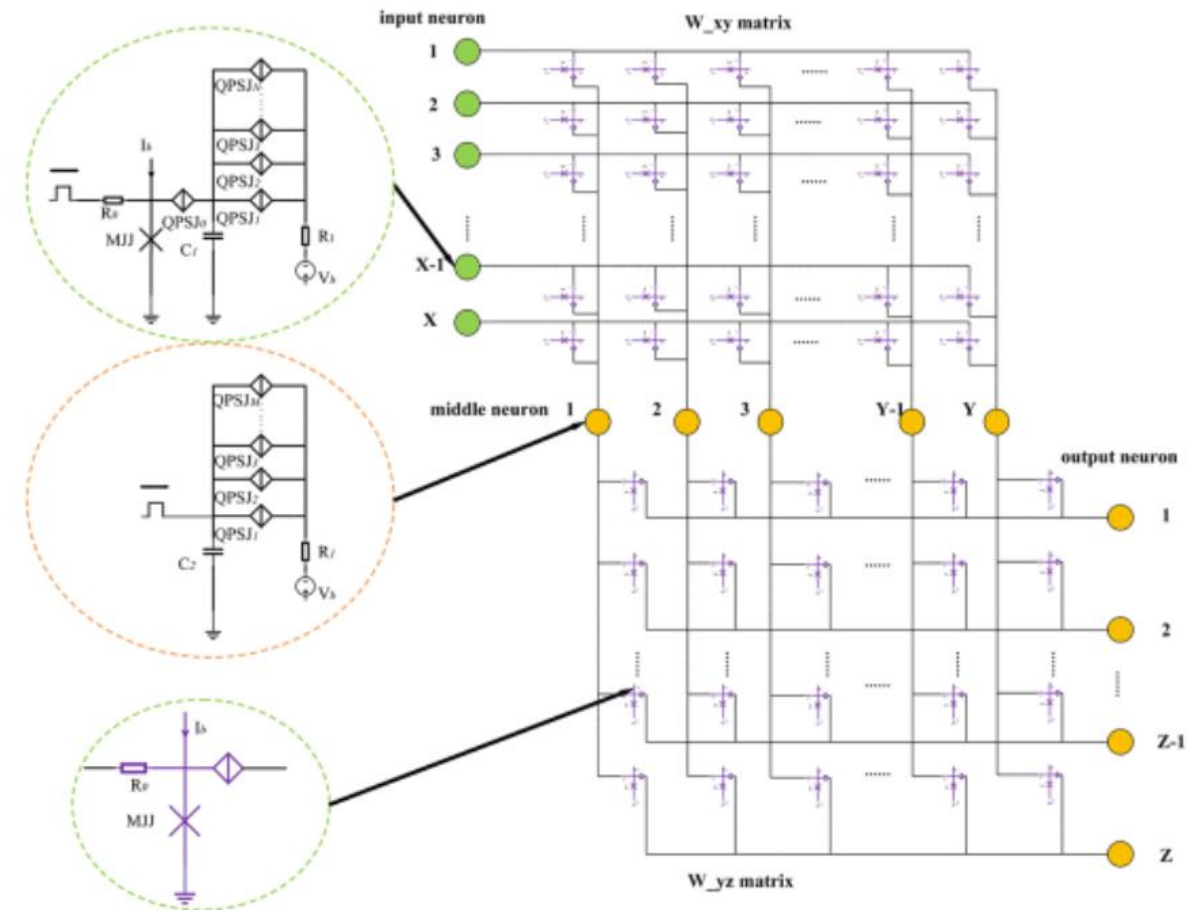 input neuron
W_xy matrix
1
2
3
X-1
X
QPSJN
QPSJ3
QPSJ2
QPSJ1
QPSJ0
Ib
R0
MJJ
C1
R1
Vb
QPSJM
QPSJ3
QPSJ2
QPSJ1
C2
R1
Vb
middle neuron 1 2 3 Y-1 Y
output neuron
1
2
Z-1
Z
Ib
R0
MJJ
W_yz matrix